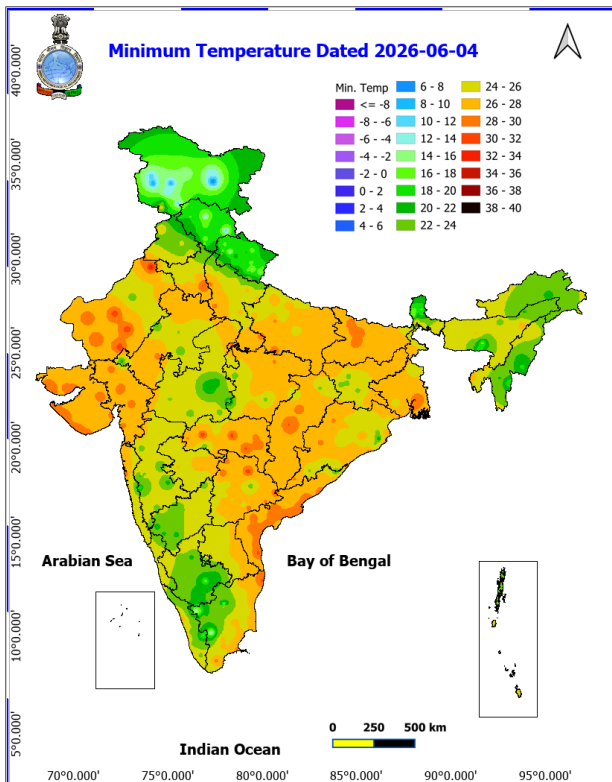 Minimum Temperature Dated 2026-06-04
Min. Temp
<= -8
-8 - -6
-6 - -4
-4 - -2
-2 - 0
0 - 2
2 - 4
4 - 6
6 - 8
8 - 10
10 - 12
12 - 14
14 - 16
16 - 18
18 - 20
20 - 22
22 - 24
24 - 26
26 - 28
28 - 30
30 - 32
32 - 34
34 - 36
36 - 38
38 - 40
40°0.000'
35°0.000'
30°0.000'
25°0.000'
20°0.000'
15°0.000'
10°0.000'
5°0.000'
Arabian Sea
Bay of Bengal
Indian Ocean
0 250 500 km
70°0.000' 75°0.000' 80°0.000' 85°0.000' 90°0.000' 95°0.000'